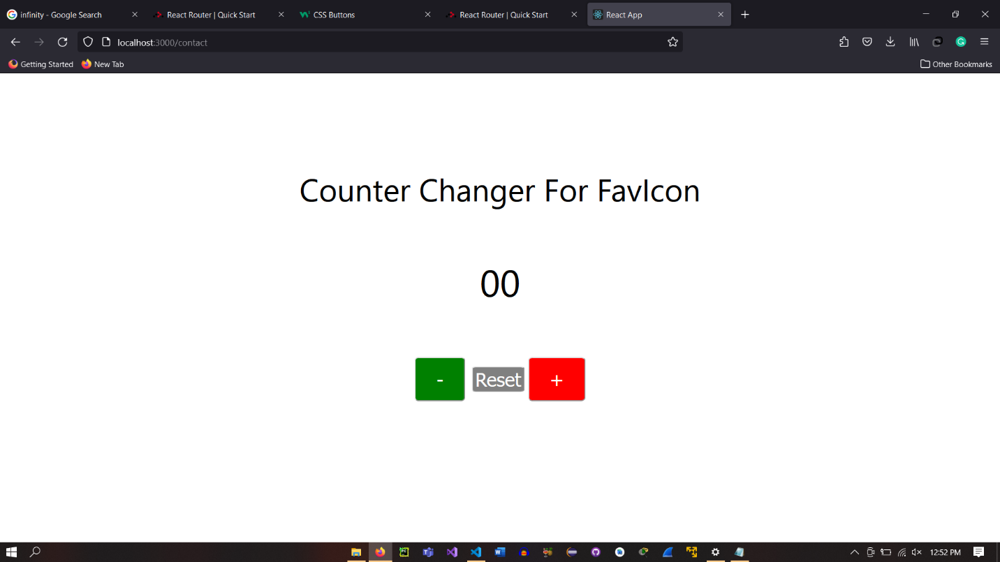 infinity - Google Search
React Router | Quick Start
CSS Buttons
React Router | Quick Start
React App
localhost:3000/contact
Getting Started
New Tab
Other Bookmarks
Counter Changer For FavIcon
00
-
Reset
+
12:52 PM